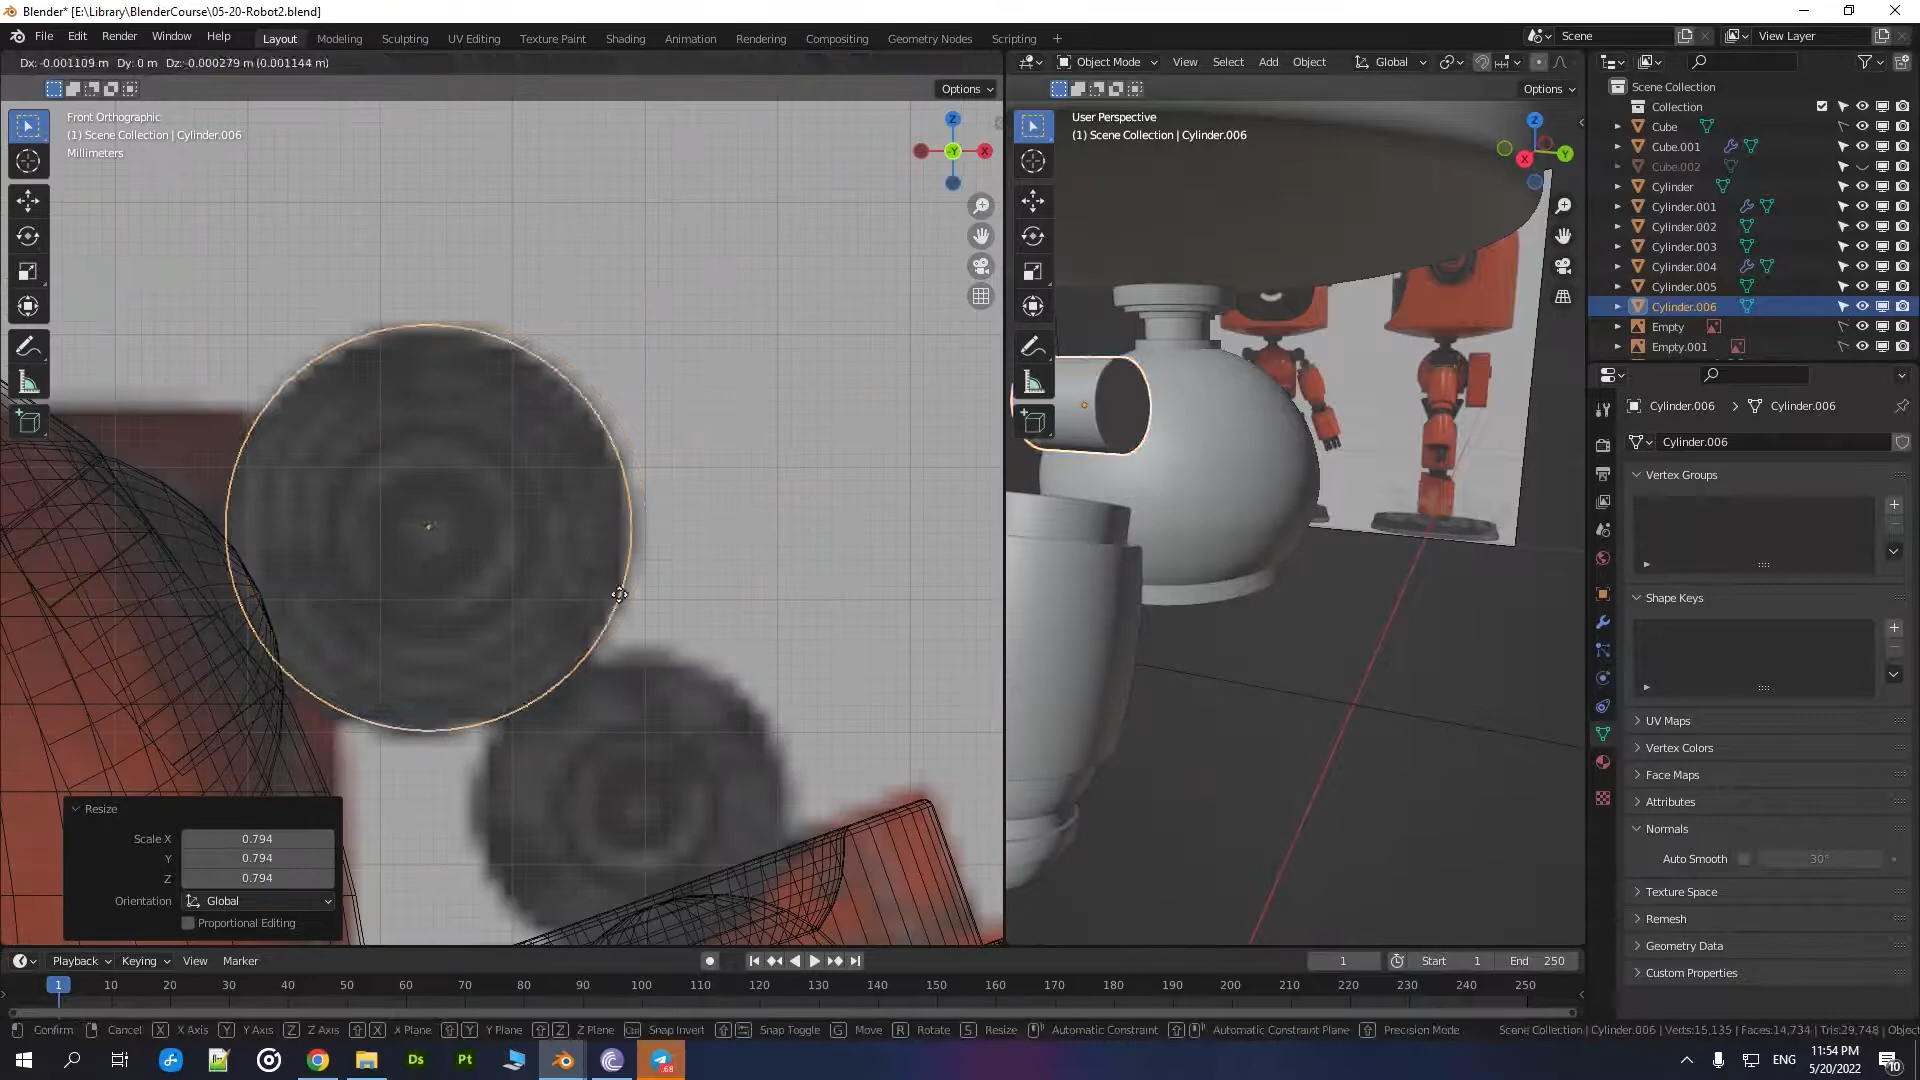 Blender* [E:\Library\BlenderCourse\05-20-Robot2.blend]
File Edit Render Window Help Layout Modeling Sculpting UV Editing Texture Paint Shading Animation Rendering Compositing Geometry Nodes Scripting + Scene View Layer
Dx: -0.001109 m Dy: 0 m Dz:-0.000279 m (0.001144 m) Object Mode View Select Add Object Global
Options Options
Front Orthographic
(1) Scene Collection | Cylinder.006
Millimeters
Z
X
-Y
User Perspective
(1) Scene Collection | Cylinder.006
Z
Y
X
Scene Collection
Collection
Cube
Cube.001
Cube.002
Cylinder
Cylinder.001
Cylinder.002
Cylinder.003
Cylinder.004
Cylinder.005
Cylinder.006
Empty
Empty.001
Cylinder.006 > Cylinder.006
Cylinder.006
Vertex Groups
Shape Keys
UV Maps
Vertex Colors
Face Maps
Attributes
Normals
Auto Smooth 30°
Texture Space
Remesh
Geometry Data
Custom Properties
Resize
Scale X 0.794
Y 0.794
Z 0.794
Orientation Global
Proportional Editing
Playback Keying View Marker 1 Start 1 End 250
1 10 20 30 40 50 60 70 80 90 100 110 120 130 140 150 160 170 180 190 200 210 220 230 240 250
Confirm Cancel X X Axis Y Y Axis Z Z Axis X X Plane Y Y Plane Z Z Plane Ctrl Snap Invert Snap Toggle G Move R Rotate S Resize Automatic Constraint Automatic Constraint Plane Precision Mode Scene Collection | Cylinder.006 | Verts:15,135 | Faces:14,734 | Tris:29,748 | Object
Ds Pt .68 ENG 11:54 PM
5/20/2022 10